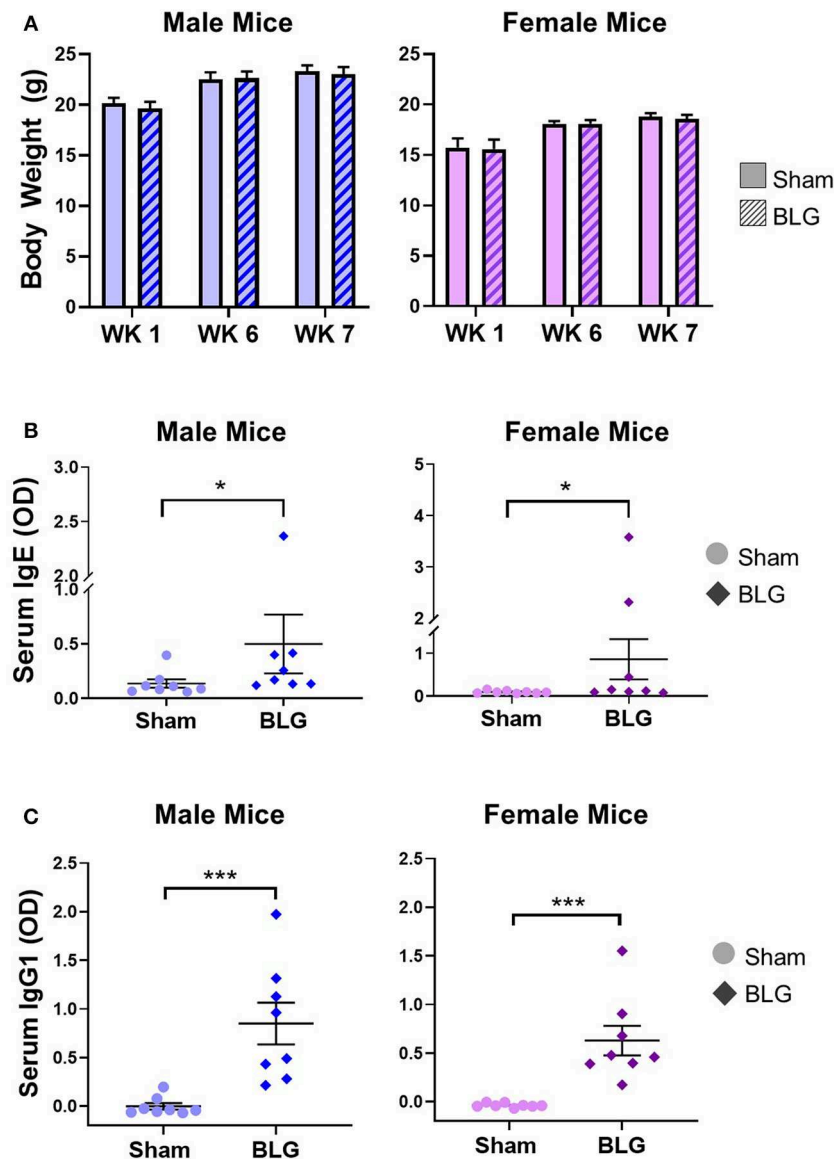 A
Male Mice
Female Mice
Body Weight (g)
25
20
15
10
5
0
WK 1
WK 6
WK 7
25
20
15
10
5
0
WK 1
WK 6
WK 7
Sham
BLG
B
Male Mice
Female Mice
Serum IgE (OD)
3.0
2.5
2.0
1.0
0.5
0.0
*
Sham
BLG
5
4
3
2
1
0
*
Sham
BLG
Sham
BLG
C
Male Mice
Female Mice
Serum IgG1 (OD)
2.5
2.0
1.5
1.0
0.5
0.0
***
Sham
BLG
2.5
2.0
1.5
1.0
0.5
0.0
***
Sham
BLG
Sham
BLG